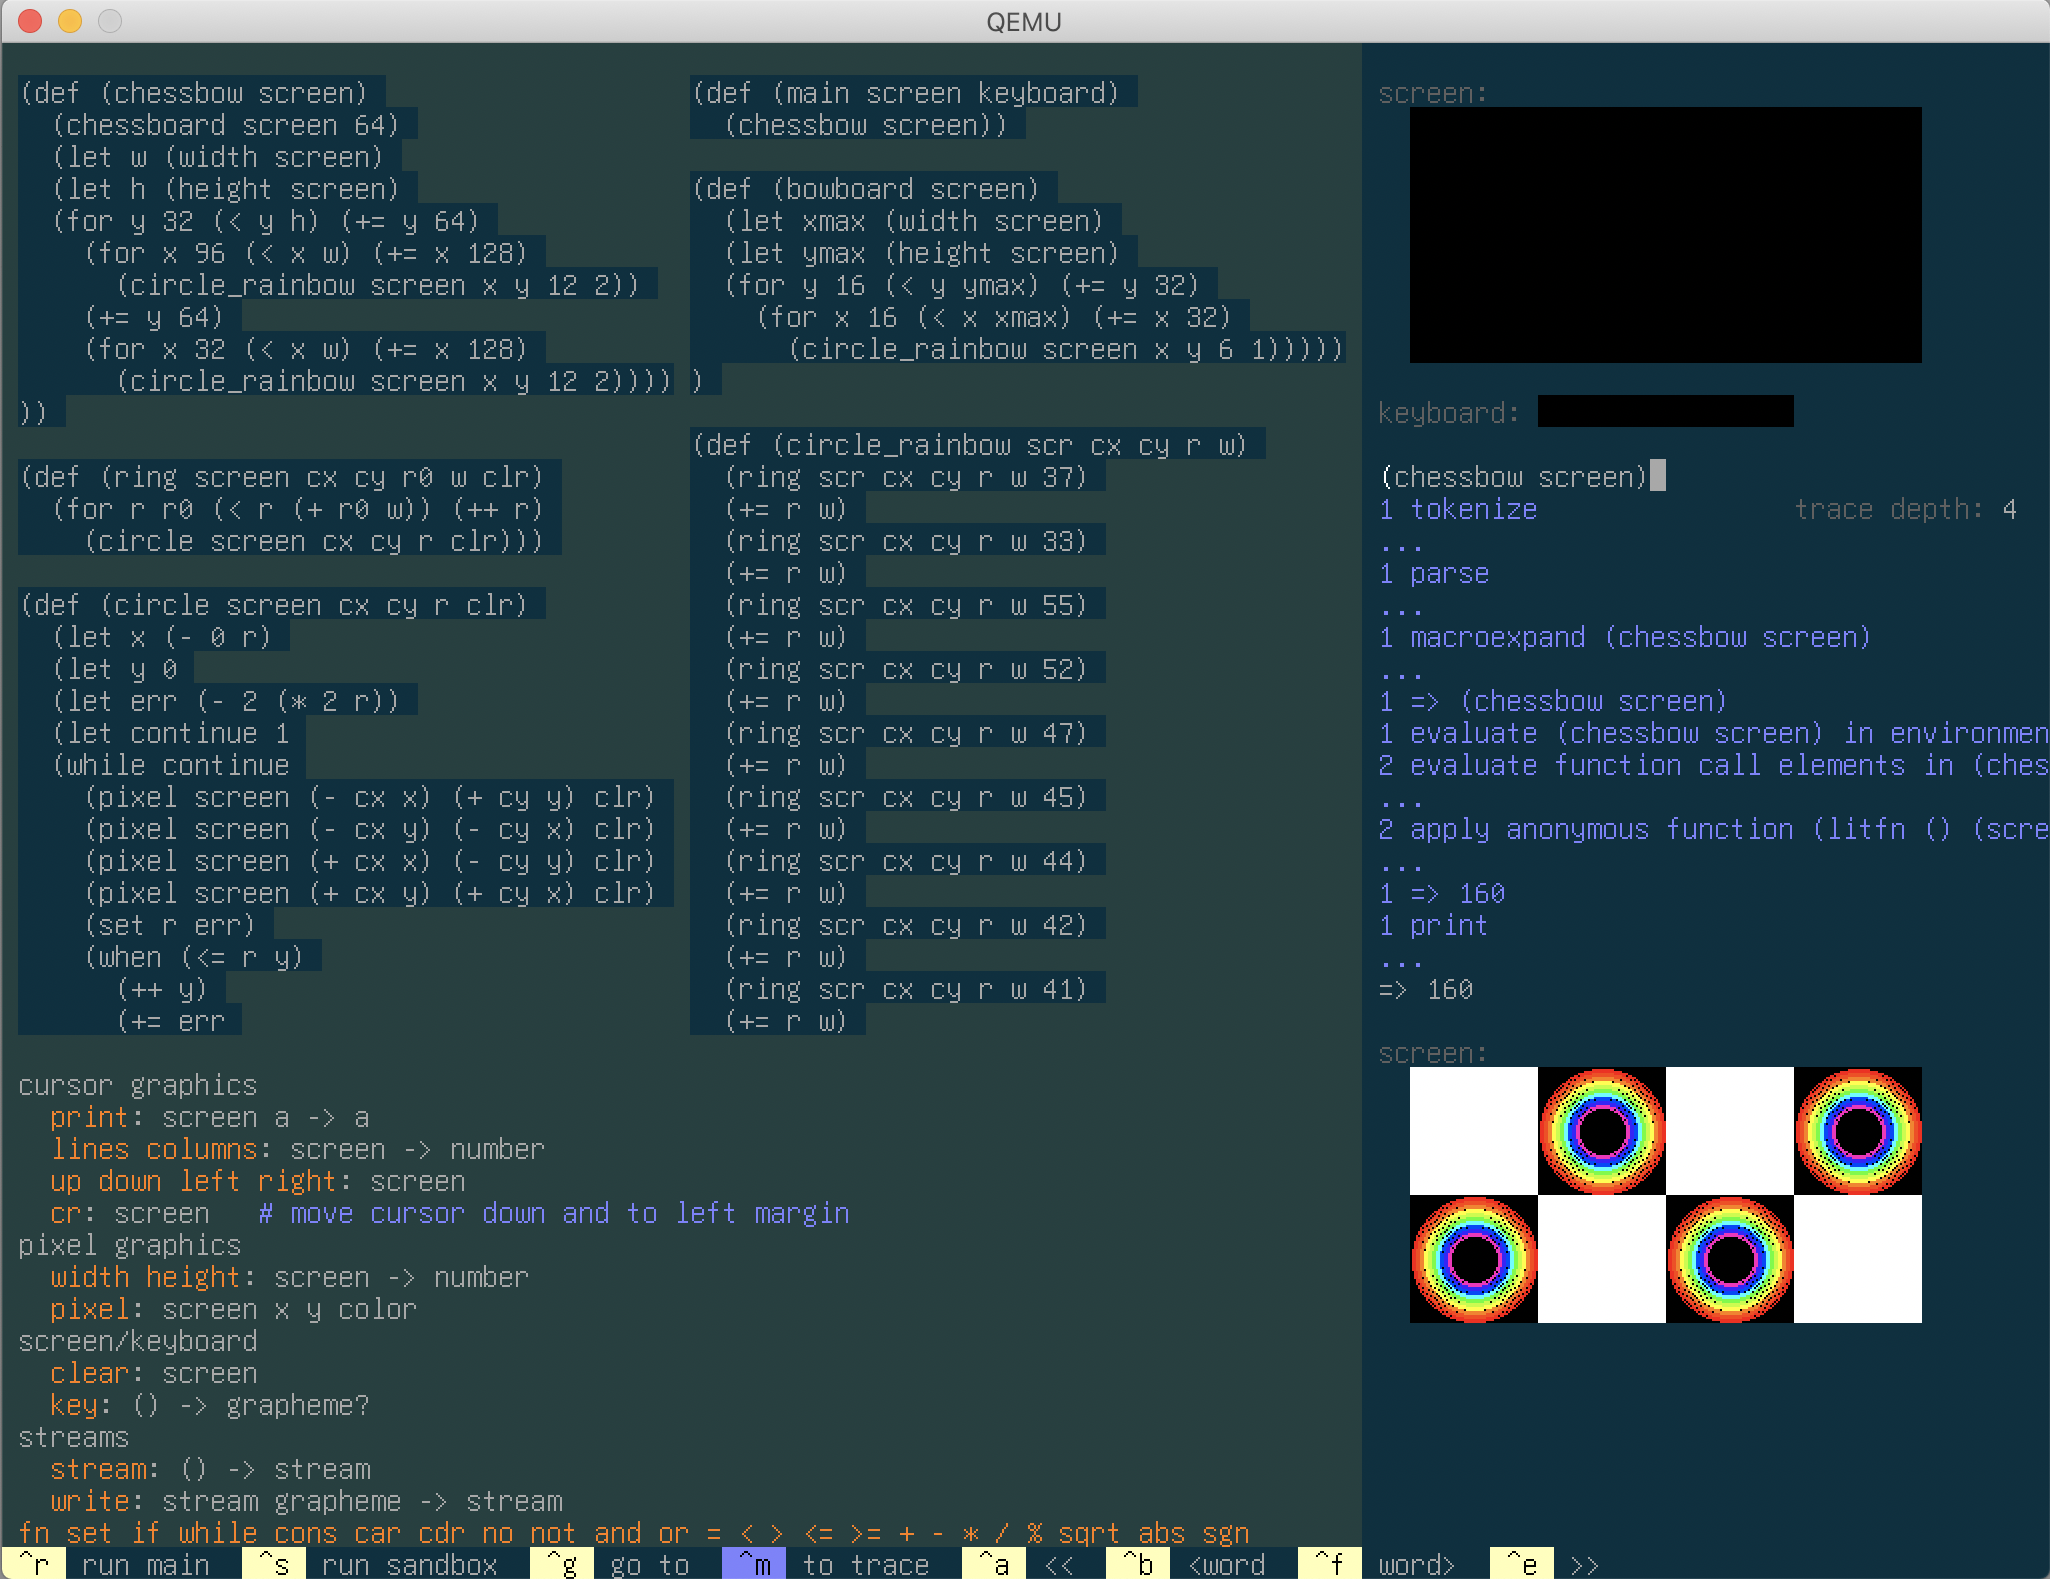 QEMU
(def (chessbow screen)
  (chessboard screen 64)
  (let w (width screen)
  (let h (height screen)
  (for y 32 (< y h) (+= y 64)
    (for x 96 (< x w) (+= x 128)
      (circle_rainbow screen x y 12 2))
    (+= y 64)
    (for x 32 (< x w) (+= x 128)
      (circle_rainbow screen x y 12 2))))
))
(def (ring screen cx cy r0 w clr)
  (for r r0 (< r (+ r0 w)) (++ r)
    (circle screen cx cy r clr)))
(def (circle screen cx cy r clr)
  (let x (- 0 r)
  (let y 0
  (let err (- 2 (* 2 r))
  (let continue 1
  (while continue
    (pixel screen (- cx x) (+ cy y) clr)
    (pixel screen (- cx y) (- cy x) clr)
    (pixel screen (+ cx x) (- cy y) clr)
    (pixel screen (+ cx y) (+ cy x) clr)
    (set r err)
    (when (<= r y)
      (++ y)
      (+= err
(def (main screen keyboard)
  (chessbow screen))
(def (bowboard screen)
  (let xmax (width screen)
  (let ymax (height screen)
  (for y 16 (< y ymax) (+= y 32)
    (for x 16 (< x xmax) (+= x 32)
      (circle_rainbow screen x y 6 1)))))
)
(def (circle_rainbow scr cx cy r w)
  (ring scr cx cy r w 37)
  (+= r w)
  (ring scr cx cy r w 33)
  (+= r w)
  (ring scr cx cy r w 55)
  (+= r w)
  (ring scr cx cy r w 52)
  (+= r w)
  (ring scr cx cy r w 47)
  (+= r w)
  (ring scr cx cy r w 45)
  (+= r w)
  (ring scr cx cy r w 44)
  (+= r w)
  (ring scr cx cy r w 42)
  (+= r w)
  (ring scr cx cy r w 41)
  (+= r w)
cursor graphics
  print: screen a -> a
  lines columns: screen -> number
  up down left right: screen
  cr: screen   # move cursor down and to left margin
pixel graphics
  width height: screen -> number
  pixel: screen x y color
screen/keyboard
  clear: screen
  key: () -> grapheme?
streams
  stream: () -> stream
  write: stream grapheme -> stream
fn set if while cons car cdr no not and or = < > <= >= + - * / % sqrt abs sgn
screen:
keyboard:
(chessbow screen)
1 tokenize trace depth: 4
...
1 parse
...
1 macroexpand (chessbow screen)
...
1 => (chessbow screen)
1 evaluate (chessbow screen) in environmen
2 evaluate function call elements in (ches
...
2 apply anonymous function (litfn () (scre
...
1 => 160
1 print
...
=> 160
screen:
^r run main ^s run sandbox ^g go to ^m to trace ^a << ^b <word ^f word> ^e >>